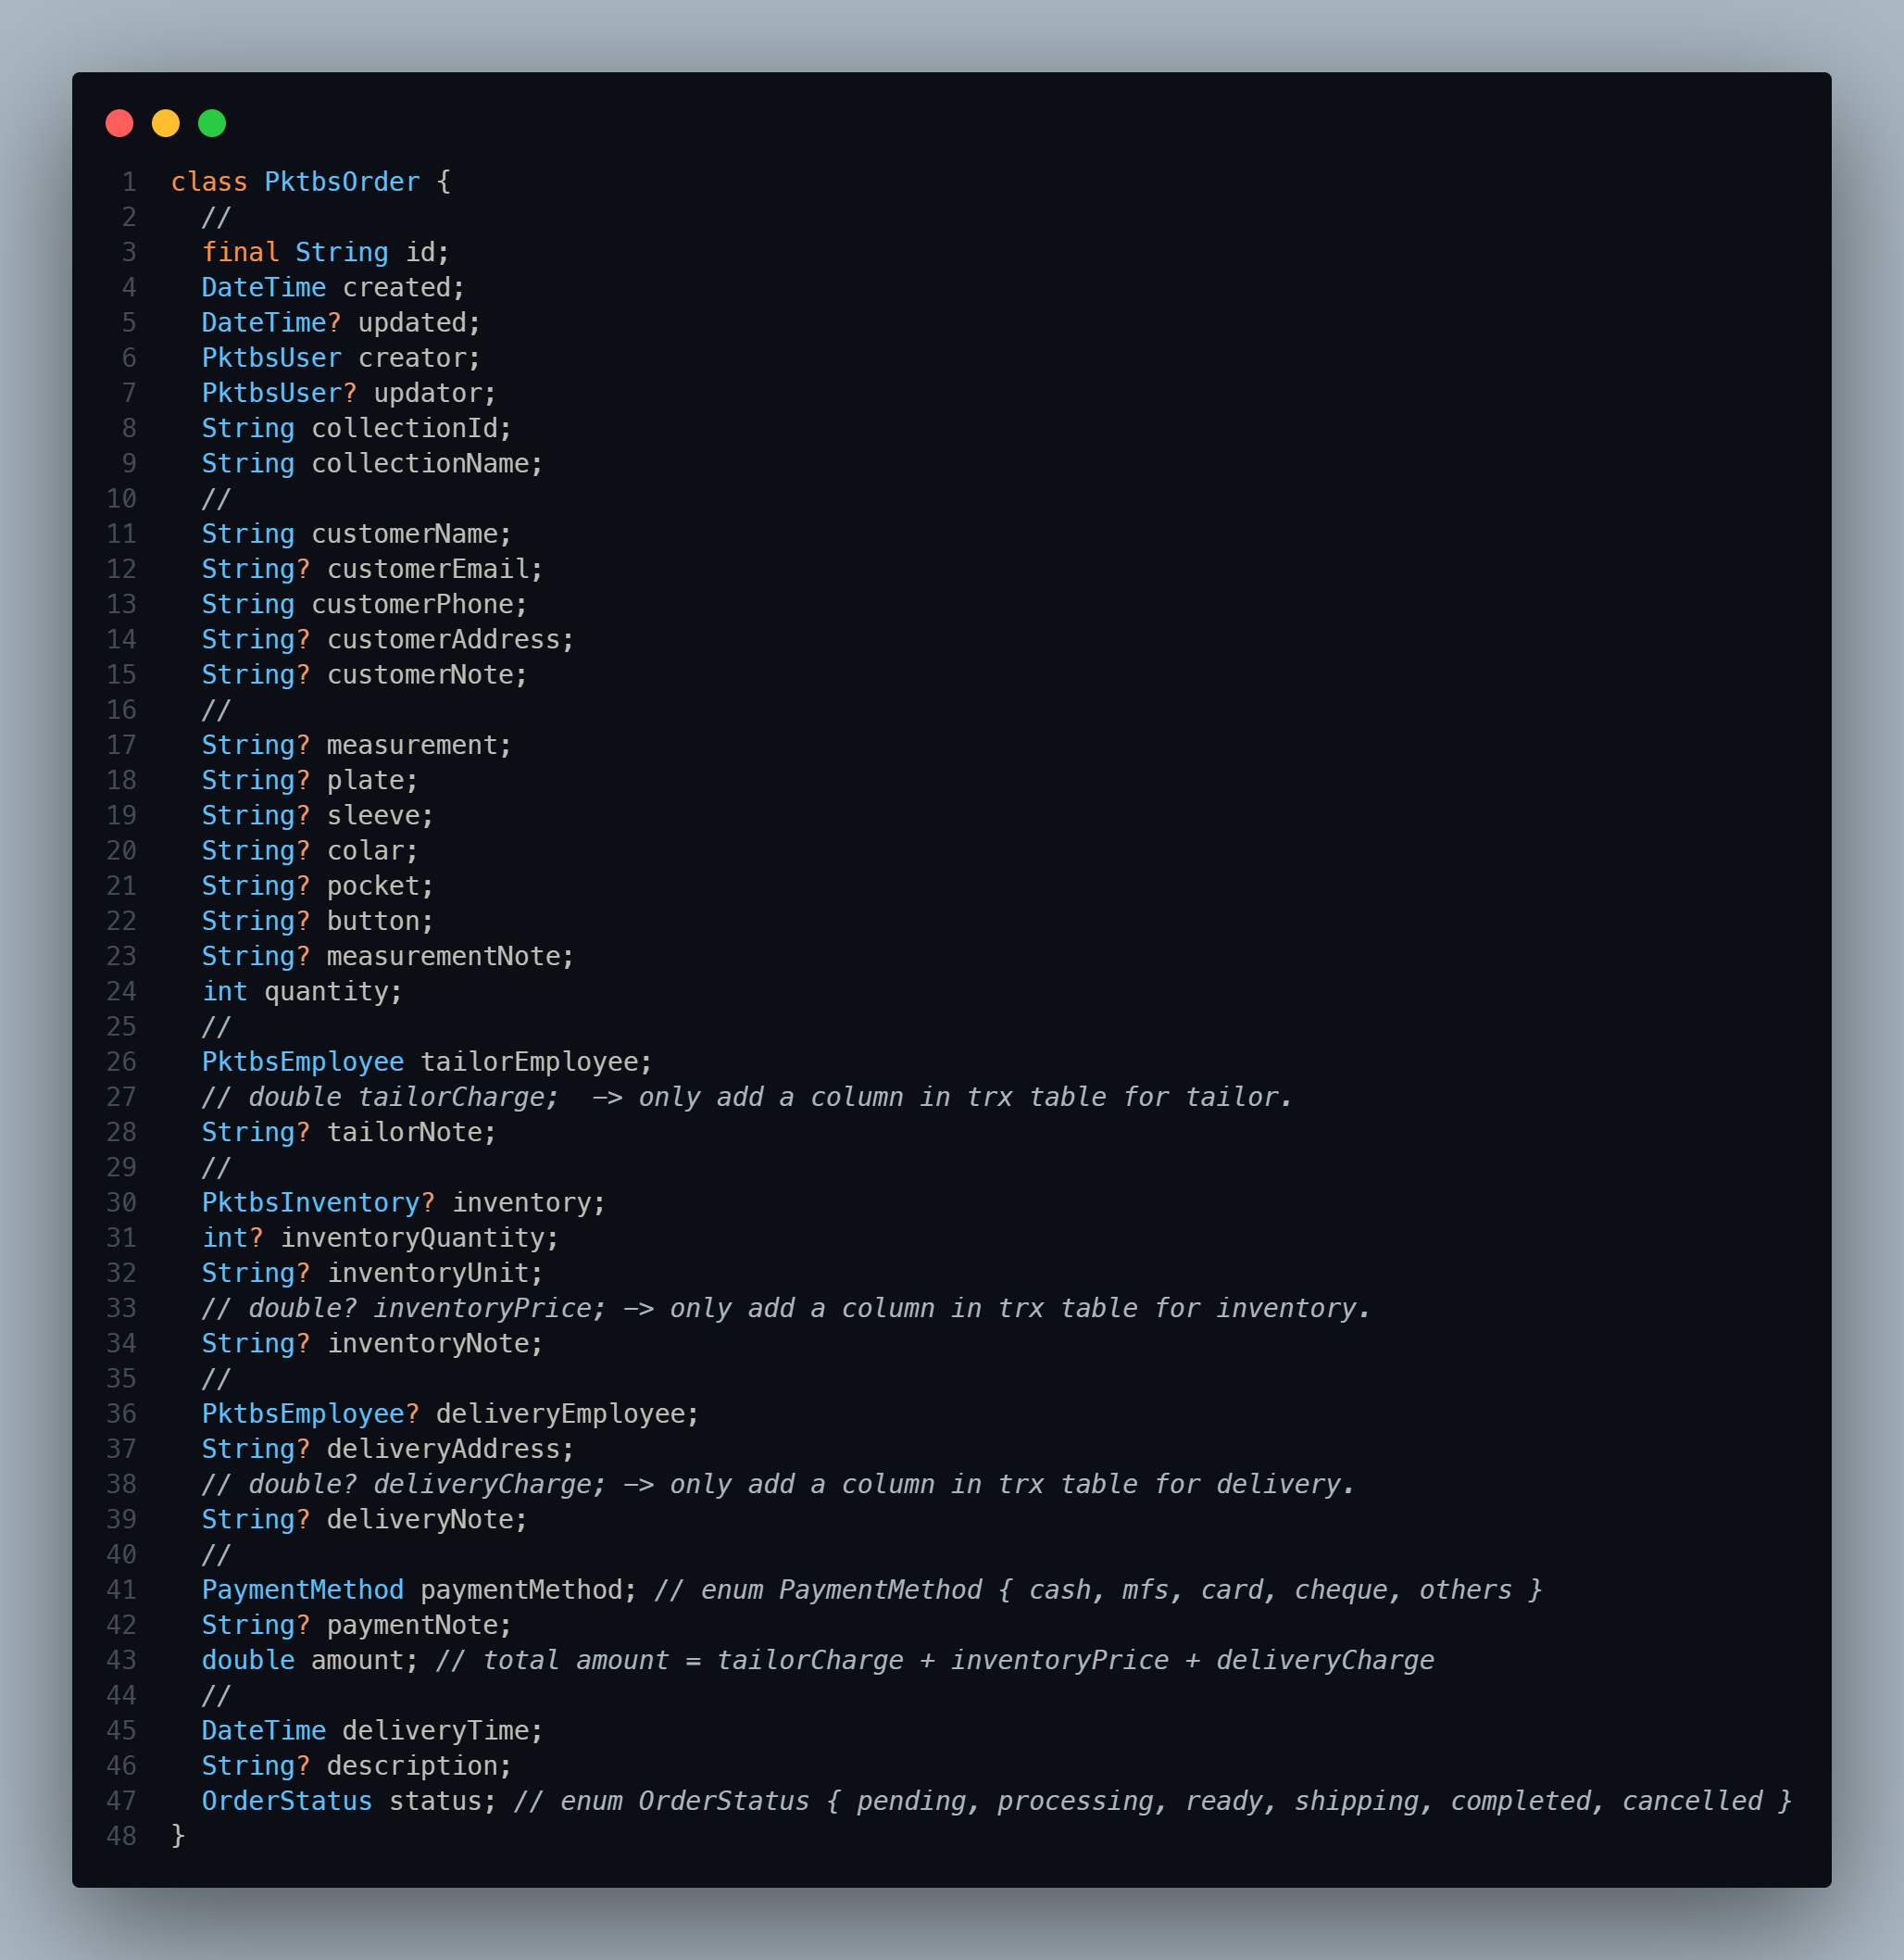 1 class PktbsOrder {
2 //
3 final String id;
4 DateTime created;
5 DateTime? updated;
6 PktbsUser creator;
7 PktbsUser? updator;
8 String collectionId;
9 String collectionName;
10 //
11 String customerName;
12 String? customerEmail;
13 String customerPhone;
14 String? customerAddress;
15 String? customerNote;
16 //
17 String? measurement;
18 String? plate;
19 String? sleeve;
20 String? colar;
21 String? pocket;
22 String? button;
23 String? measurementNote;
24 int quantity;
25 //
26 PktbsEmployee tailorEmployee;
27 // double tailorCharge;  —> only add a column in trx table for tailor.
28 String? tailorNote;
29 //
30 PktbsInventory? inventory;
31 int? inventoryQuantity;
32 String? inventoryUnit;
33 // double? inventoryPrice; —> only add a column in trx table for inventory.
34 String? inventoryNote;
35 //
36 PktbsEmployee? deliveryEmployee;
37 String? deliveryAddress;
38 // double? deliveryCharge; —> only add a column in trx table for delivery.
39 String? deliveryNote;
40 //
41 PaymentMethod paymentMethod; // enum PaymentMethod { cash, mfs, card, cheque, others }
42 String? paymentNote;
43 double amount; // total amount = tailorCharge + inventoryPrice + deliveryCharge
44 //
45 DateTime deliveryTime;
46 String? description;
47 OrderStatus status; // enum OrderStatus { pending, processing, ready, shipping, completed, cancelled }
48 }